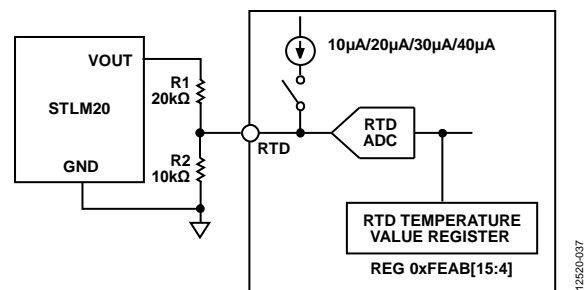 10µA/20µA/30µA/40µA
VOUT
R1
20kΩ
STLM20
RTD
ADC
RTD
R2
10kΩ
GND
RTD TEMPERATURE
VALUE REGISTER
REG 0xFEAB[15:4]
12520-037